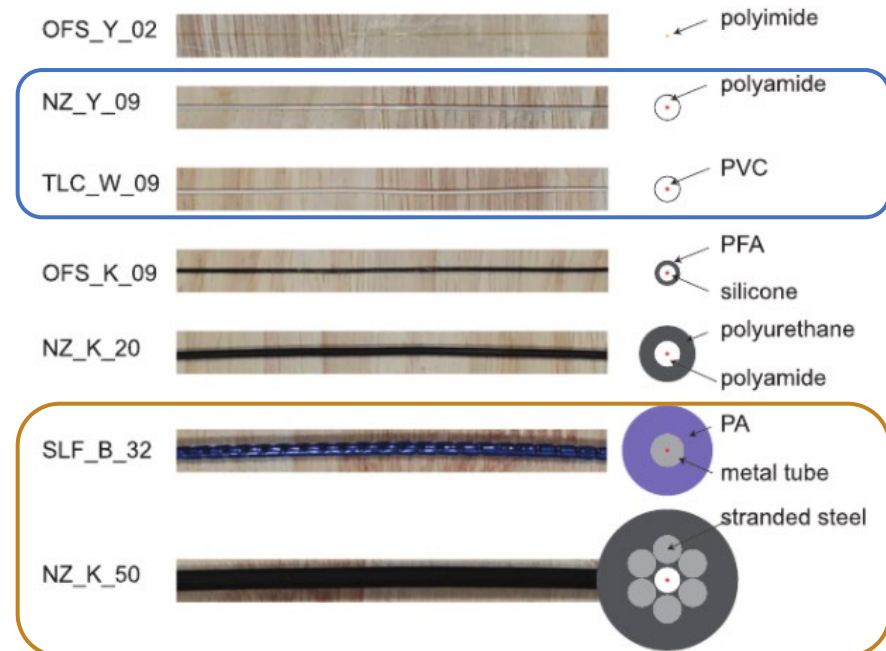 OFS_Y_02
polyimide
NZ_Y_09
polyamide
TLC_W_09
PVC
OFS_K_09
PFA
silicone
NZ_K_20
polyurethane
polyamide
SLF_B_32
PA
metal tube
NZ_K_50
stranded steel